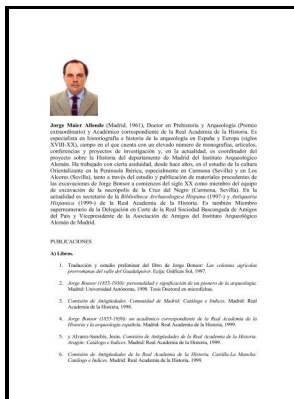 Jorge Maier Allende (Madrid, 1961), Doctor en Prehistoria y Arqueología (Premio
extraordinario) y Académico correspondiente de la Real Academia de la Historia. Es
especialista en historiografía e historia de la arqueología en España y Europa (siglos
XVIII-XX), campo en el que cuenta con un elevado número de monografías, artículos,
conferencias y proyectos de investigación y, en la actualidad, es coordinador del
proyecto sobre la Historia del departamento de Madrid del Instituto Arqueológico
Alemán. Ha trabajado con cierta asiduidad, desde hace años, en el estudio de la cultura
Orientalizante en la Península Ibérica, especialmente en Carmona (Sevilla) y en Los
Alcores (Sevilla), tanto a través del estudio y publicación de materiales procedentes de
las excavaciones de Jorge Bonsor a comienzos del siglo XX como miembro del equipo
de excavación de la necrópolis de la Cruz del Negro (Carmona, Sevilla). En la
actualidad es secretario de la Bibliotheca Archaeologica Hispana (1997-) y Antiquaria
Hispanica (1999-) de la Real Academia de la Historia. Es también Miembro
supernumerario de la Delegación en Corte de la Real Sociedad Bascongada de Amigos
del País y Vicepresidente de la Asociación de Amigos del Instituto Arqueológico
Alemán de Madrid.
PUBLICACIONES
A) Libros.
1. Traducción y estudio preliminar del libro de Jorge Bonsor: Las colonias agrícolas
prerromanas del valle del Guadalquivir. Écija: Gráficas Sol, 1997.
2. Jorge Bonsor (1855-1930): personalidad y significación de un pionero de la arqueología.
Madrid: Universidad Autónoma, 1998. Tesis Doctoral en microfichas.
3. Comisión de Antigüedades. Comunidad de Madrid: Catálogo e Índices. Madrid: Real
Academia de la Historia, 1998.
4. Jorge Bonsor (1855-1930): un académico correspondiente de la Real Academia de la
Historia y la arqueología española. Madrid: Real Academia de la Historia, 1999.
5. y Alvarez-Sanchís, Jesús. Comisión de Antigüedades de la Real Academia de la Historia.
Aragón: Catálogo e Índices. Madrid: Real Academia de la Historia, 1999.
6. Comisión de Antigüedades de la Real Academia de la Historia. Castilla-La Mancha:
Catálogo e Índices. Madrid: Real Academia de la Historia, 1999.